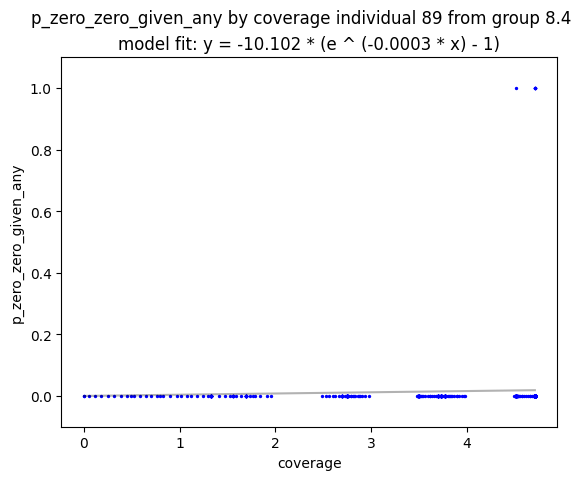 p_zero_zero_given_any by coverage individual 89 from group 8.4
model fit: y = -10.102 * (e ^ (-0.0003 * x) - 1)
1.0
0.8
0.6
0.4
0.2
0.0
p_zero_zero_given_any
0 1 2 3 4
coverage